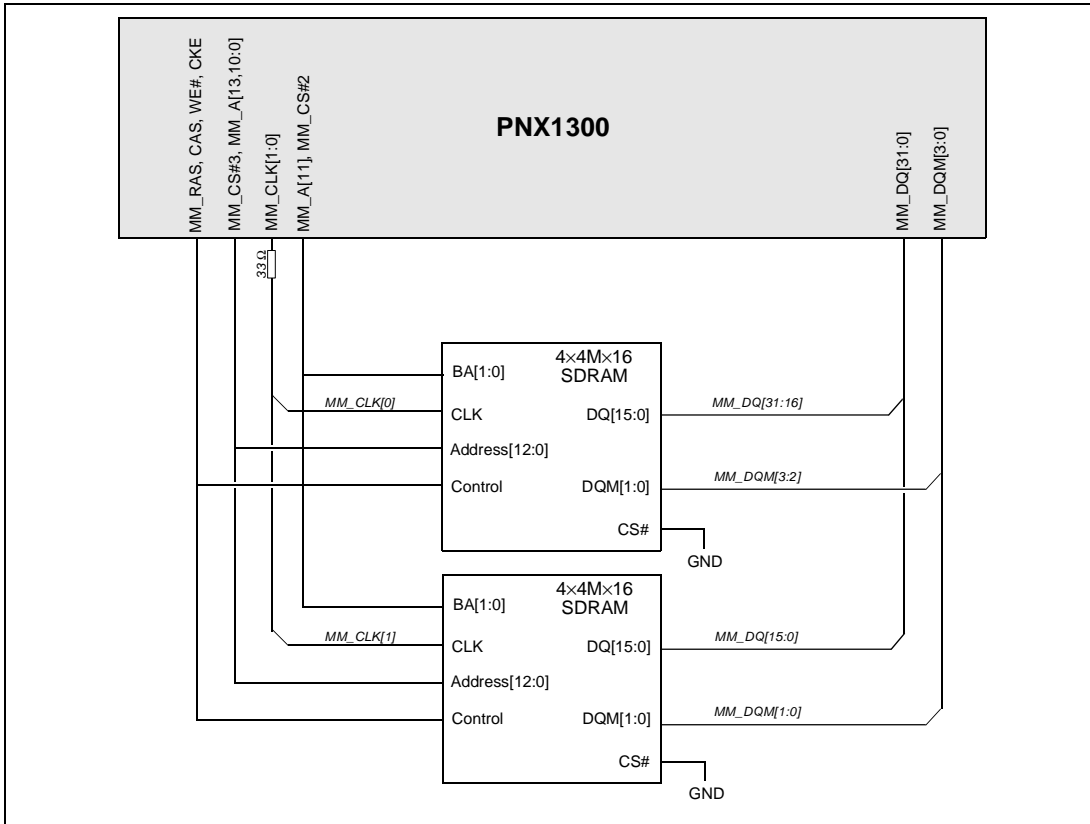 MM_RAS, CAS, WE#, CKE
MM_CS#3, MM_A[13,10:0]
MM_CLK[1:0]
MM_A[11], MM_CS#2
PNX1300
MM_DQ[31:0]
MM_DQM[3:0]
33 Ω
4×4M×16
SDRAM
BA[1:0]
MM_CLK[0]
CLK
DQ[15:0]
MM_DQ[31:16]
Address[12:0]
Control
DQM[1:0]
MM_DQM[3:2]
CS#
GND
4×4M×16
SDRAM
BA[1:0]
MM_CLK[1]
CLK
DQ[15:0]
MM_DQ[15:0]
Address[12:0]
Control
DQM[1:0]
MM_DQM[1:0]
CS#
GND